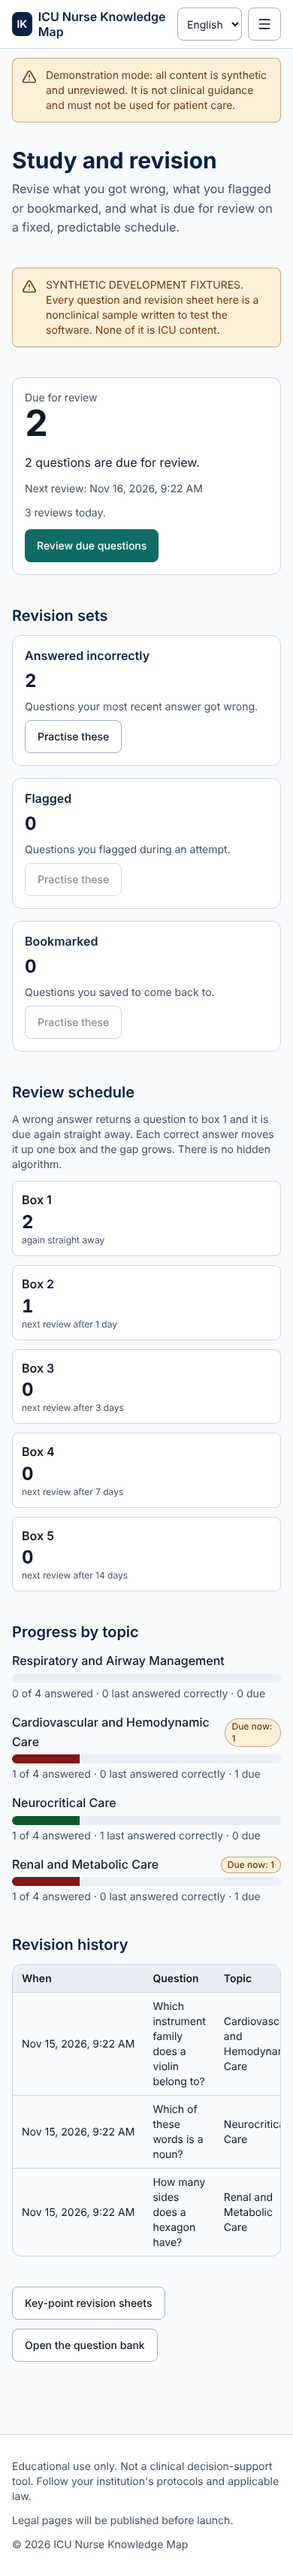 IK
ICU Nurse Knowledge
Map
English
Demonstration mode: all content is synthetic
and unreviewed. It is not clinical guidance
and must not be used for patient care.
Study and revision
Revise what you got wrong, what you flagged
or bookmarked, and what is due for review on
a fixed, predictable schedule.
SYNTHETIC DEVELOPMENT FIXTURES.
Every question and revision sheet here is a
nonclinical sample written to test the
software. None of it is ICU content.
Due for review
2
2 questions are due for review.
Next review: Nov 16, 2026, 9:22 AM
3 reviews today.
Review due questions
Revision sets
Answered incorrectly
2
Questions your most recent answer got wrong.
Practise these
Flagged
0
Questions you flagged during an attempt.
Practise these
Bookmarked
0
Questions you saved to come back to.
Practise these
Review schedule
A wrong answer returns a question to box 1 and it is
due again straight away. Each correct answer moves
it up one box and the gap grows. There is no hidden
algorithm.
Box 1
2
again straight away
Box 2
1
next review after 1 day
Box 3
0
next review after 3 days
Box 4
0
next review after 7 days
Box 5
0
next review after 14 days
Progress by topic
Respiratory and Airway Management
0 of 4 answered · 0 last answered correctly · 0 due
Cardiovascular and Hemodynamic
Care
Due now:
1
1 of 4 answered · 0 last answered correctly · 1 due
Neurocritical Care
1 of 4 answered · 1 last answered correctly · 0 due
Renal and Metabolic Care
Due now: 1
1 of 4 answered · 0 last answered correctly · 1 due
Revision history
When Question Topic
Nov 15, 2026, 9:22 AM
Which
instrument
family
does a
violin
belong to?
Cardiovasc
and
Hemodynam
Care
Nov 15, 2026, 9:22 AM
Which of
these
words is a
noun?
Neurocritica
Care
Nov 15, 2026, 9:22 AM
How many
sides
does a
hexagon
have?
Renal and
Metabolic
Care
Key-point revision sheets
Open the question bank
Educational use only. Not a clinical decision-support
tool. Follow your institution's protocols and applicable
law.
Legal pages will be published before launch.
© 2026 ICU Nurse Knowledge Map